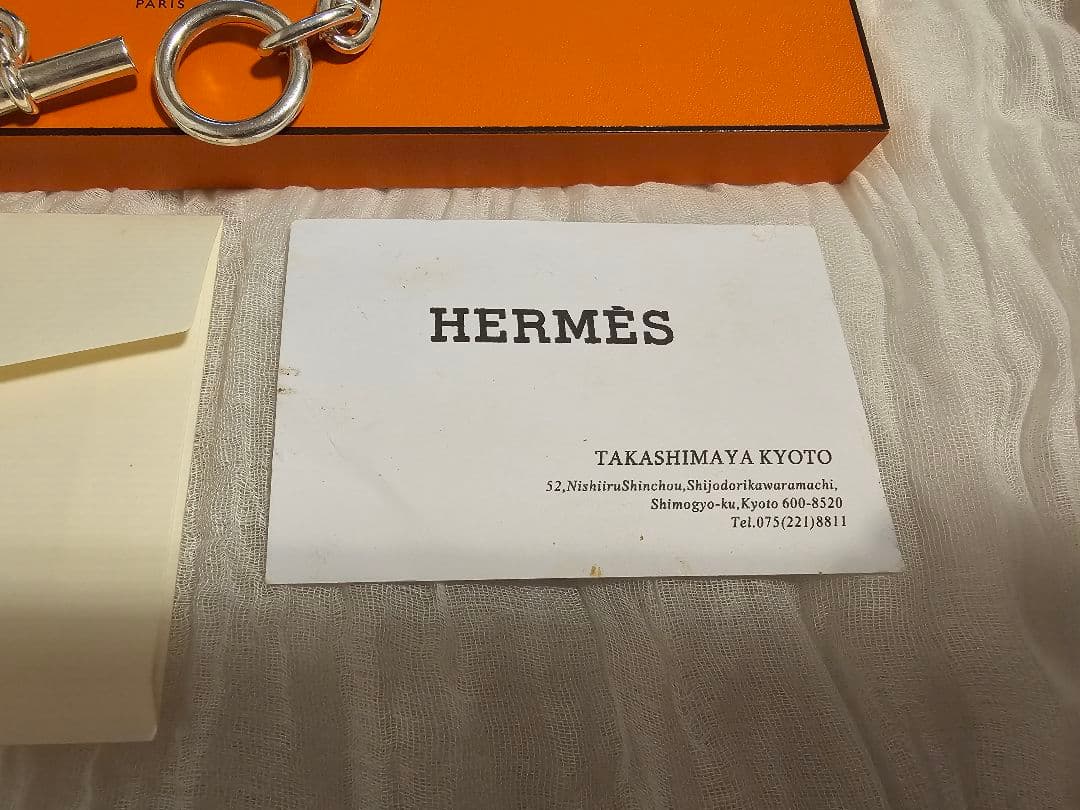 PARIS
HERMÈS
TAKASHIMAYA KYOTO
52,NishiiruShinchou,Shijodorikawaramachi,
Shimogyo-ku,Kyoto 600-8520
Tel.075(221)8811